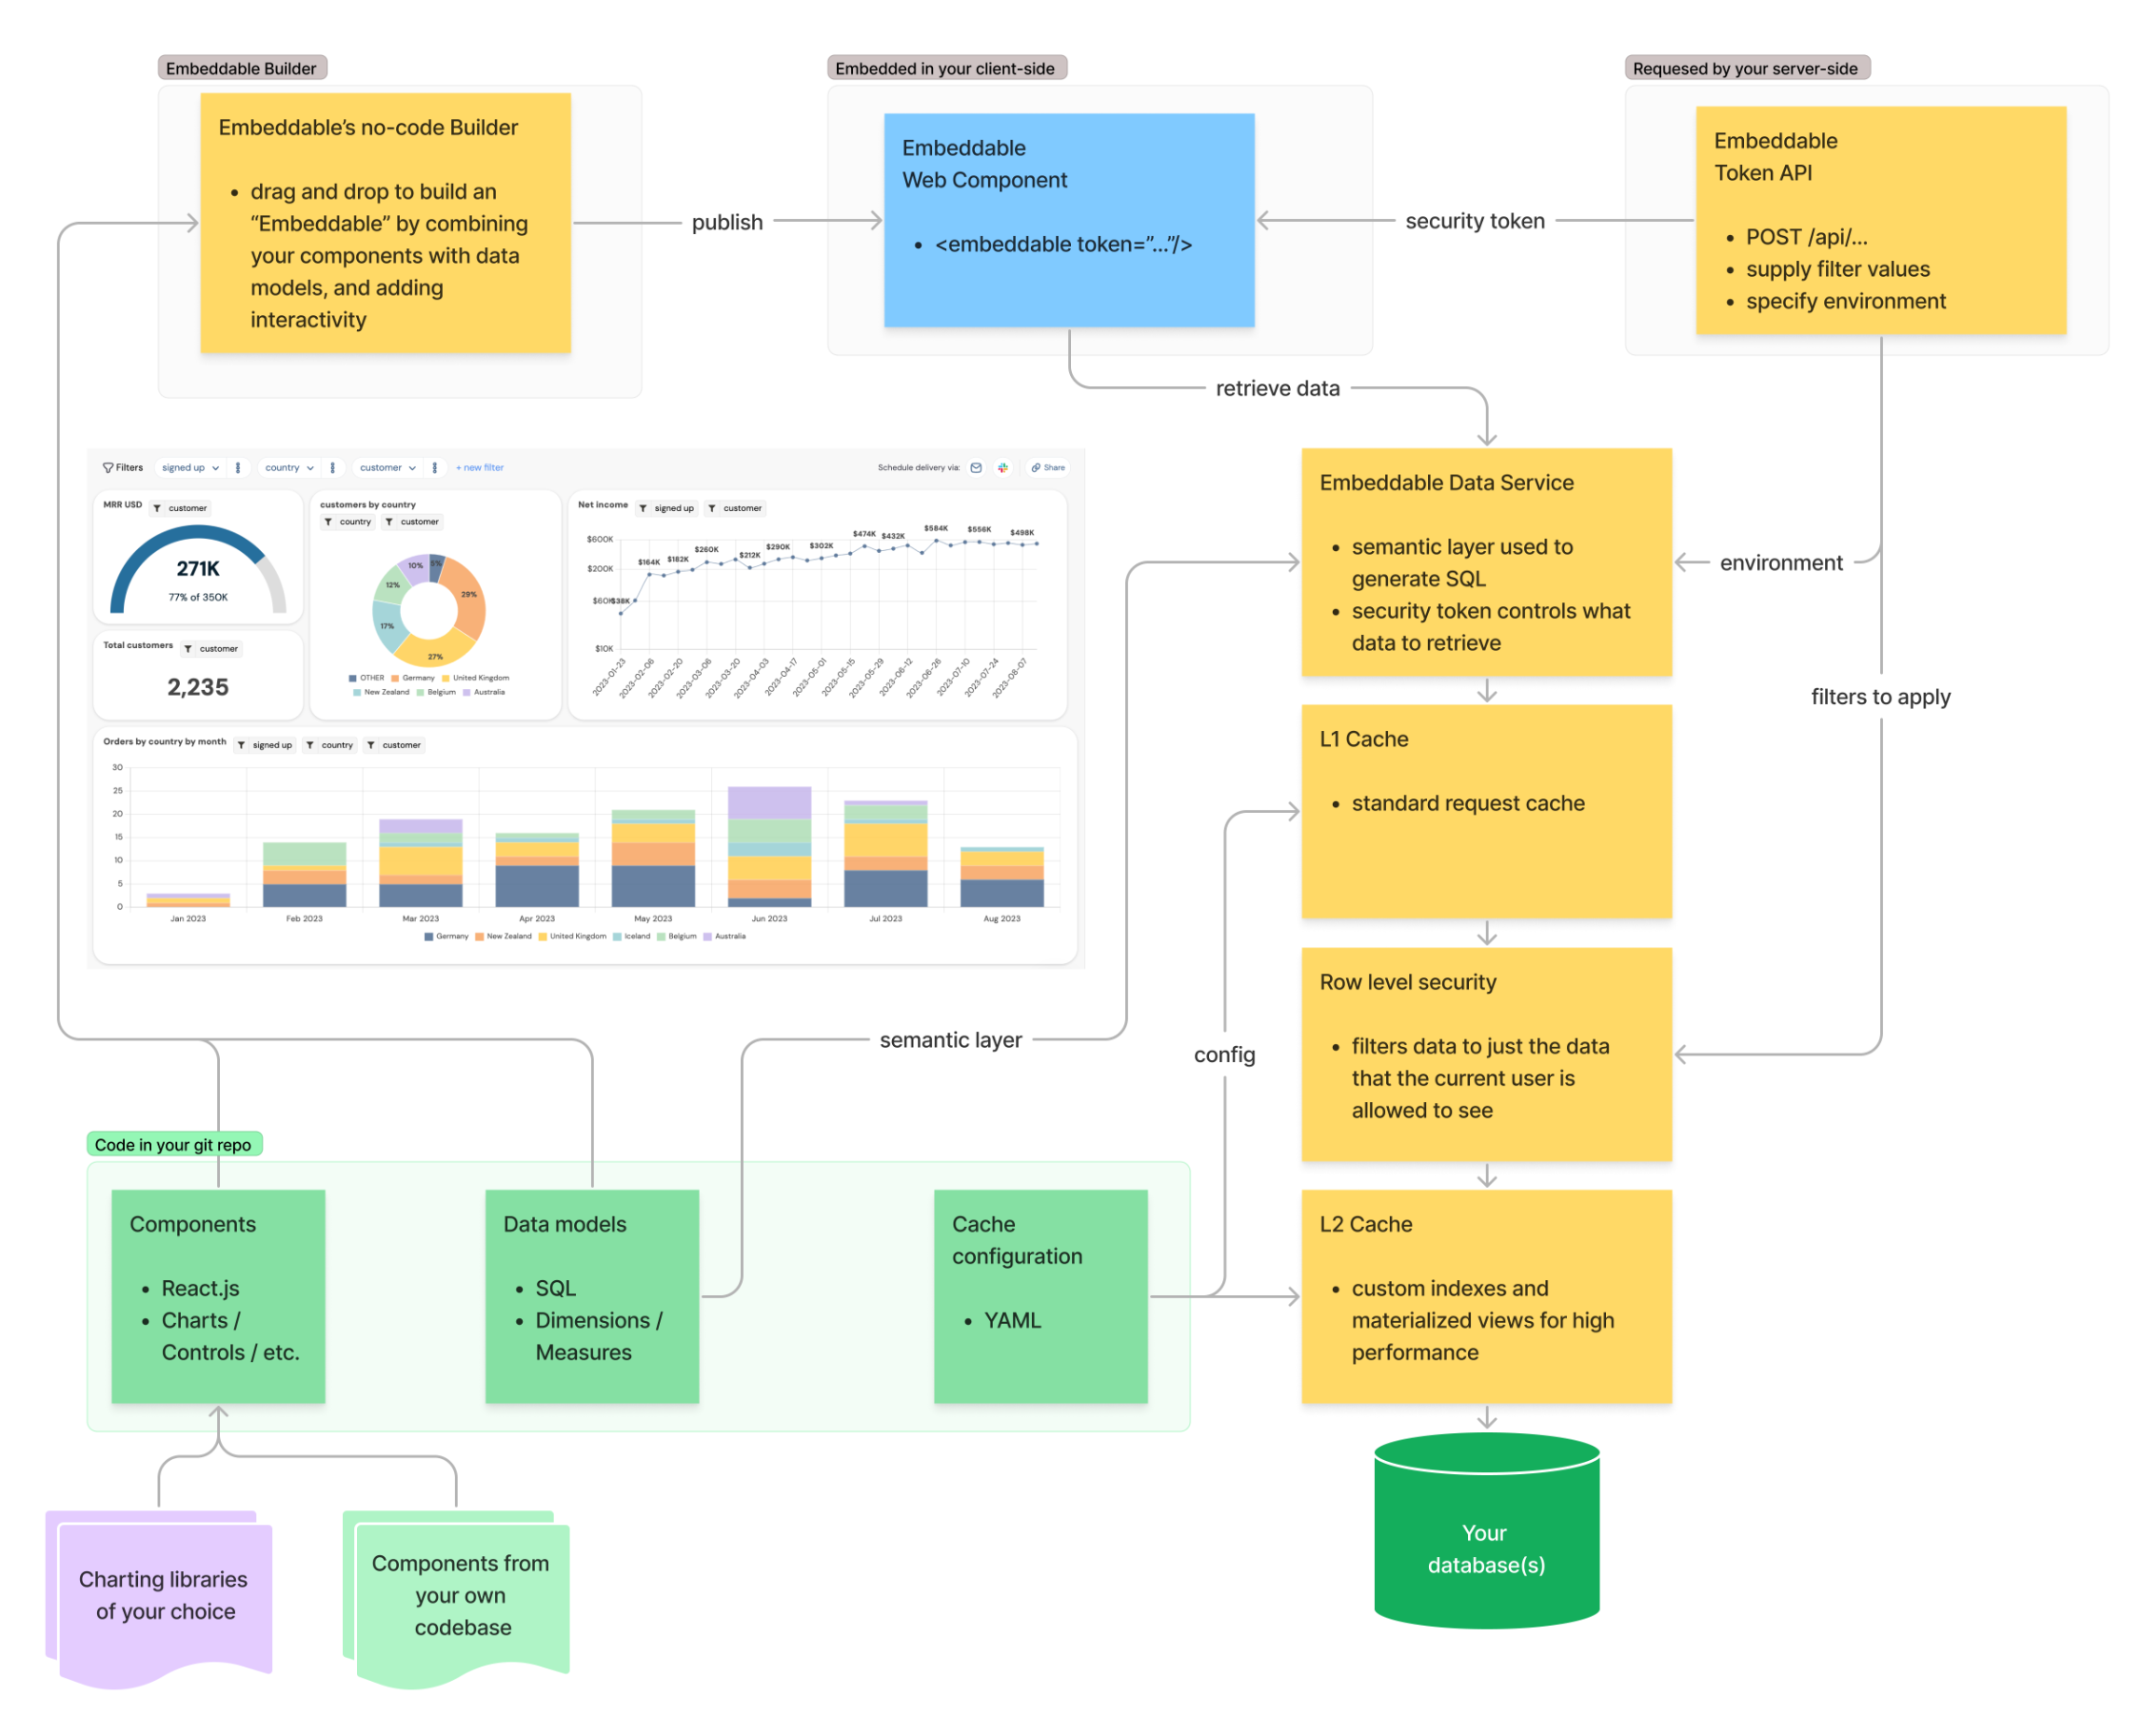 Embeddable Builder
Embeddable’s no-code Builder
• drag and drop to build an
“Embeddable” by combining
your components with data
models, and adding
interactivity
publish
Embedded in your client-side
Embeddable
Web Component
• <embeddable token=”...”/>
security token
Requesed by your server-side
Embeddable
Token API
• POST /api/...
• supply filter values
• specify environment
retrieve data
Filters
signed up
country
customer
+ new filter
Schedule delivery via:
Share
MRR USD
customer
271K
77% of 350K
Total customers
customer
2,235
customers by country
country
customer
5%
29%
27%
17%
12%
10%
OTHER Germany United Kingdom
New Zealand Belgium Australia
Net income
signed up
customer
$600K
$200K
$60K
$10K
$38K
$164K
$182K
$260K
$212K
$290K
$302K
$474K
$432K
$584K
$556K
$498K
2023-01-23
2023-02-06
2023-02-20
2023-03-06
2023-03-20
2023-04-03
2023-04-17
2023-05-01
2023-05-15
2023-05-29
2023-06-12
2023-06-26
2023-07-10
2023-07-24
2023-08-07
Orders by country by month
signed up
country
customer
30
25
20
15
10
5
0
Jan 2023
Feb 2023
Mar 2023
Apr 2023
May 2023
Jun 2023
Jul 2023
Aug 2023
Germany New Zealand United Kingdom Iceland Belgium Australia
Embeddable Data Service
• semantic layer used to
generate SQL
• security token controls what
data to retrieve
environment
filters to apply
L1 Cache
• standard request cache
Row level security
• filters data to just the data
that the current user is
allowed to see
semantic layer
config
Code in your git repo
Components
• React.js
• Charts /
Controls / etc.
Data models
• SQL
• Dimensions /
Measures
Cache
configuration
• YAML
L2 Cache
• custom indexes and
materialized views for high
performance
Charting libraries
of your choice
Components from
your own
codebase
Your
database(s)